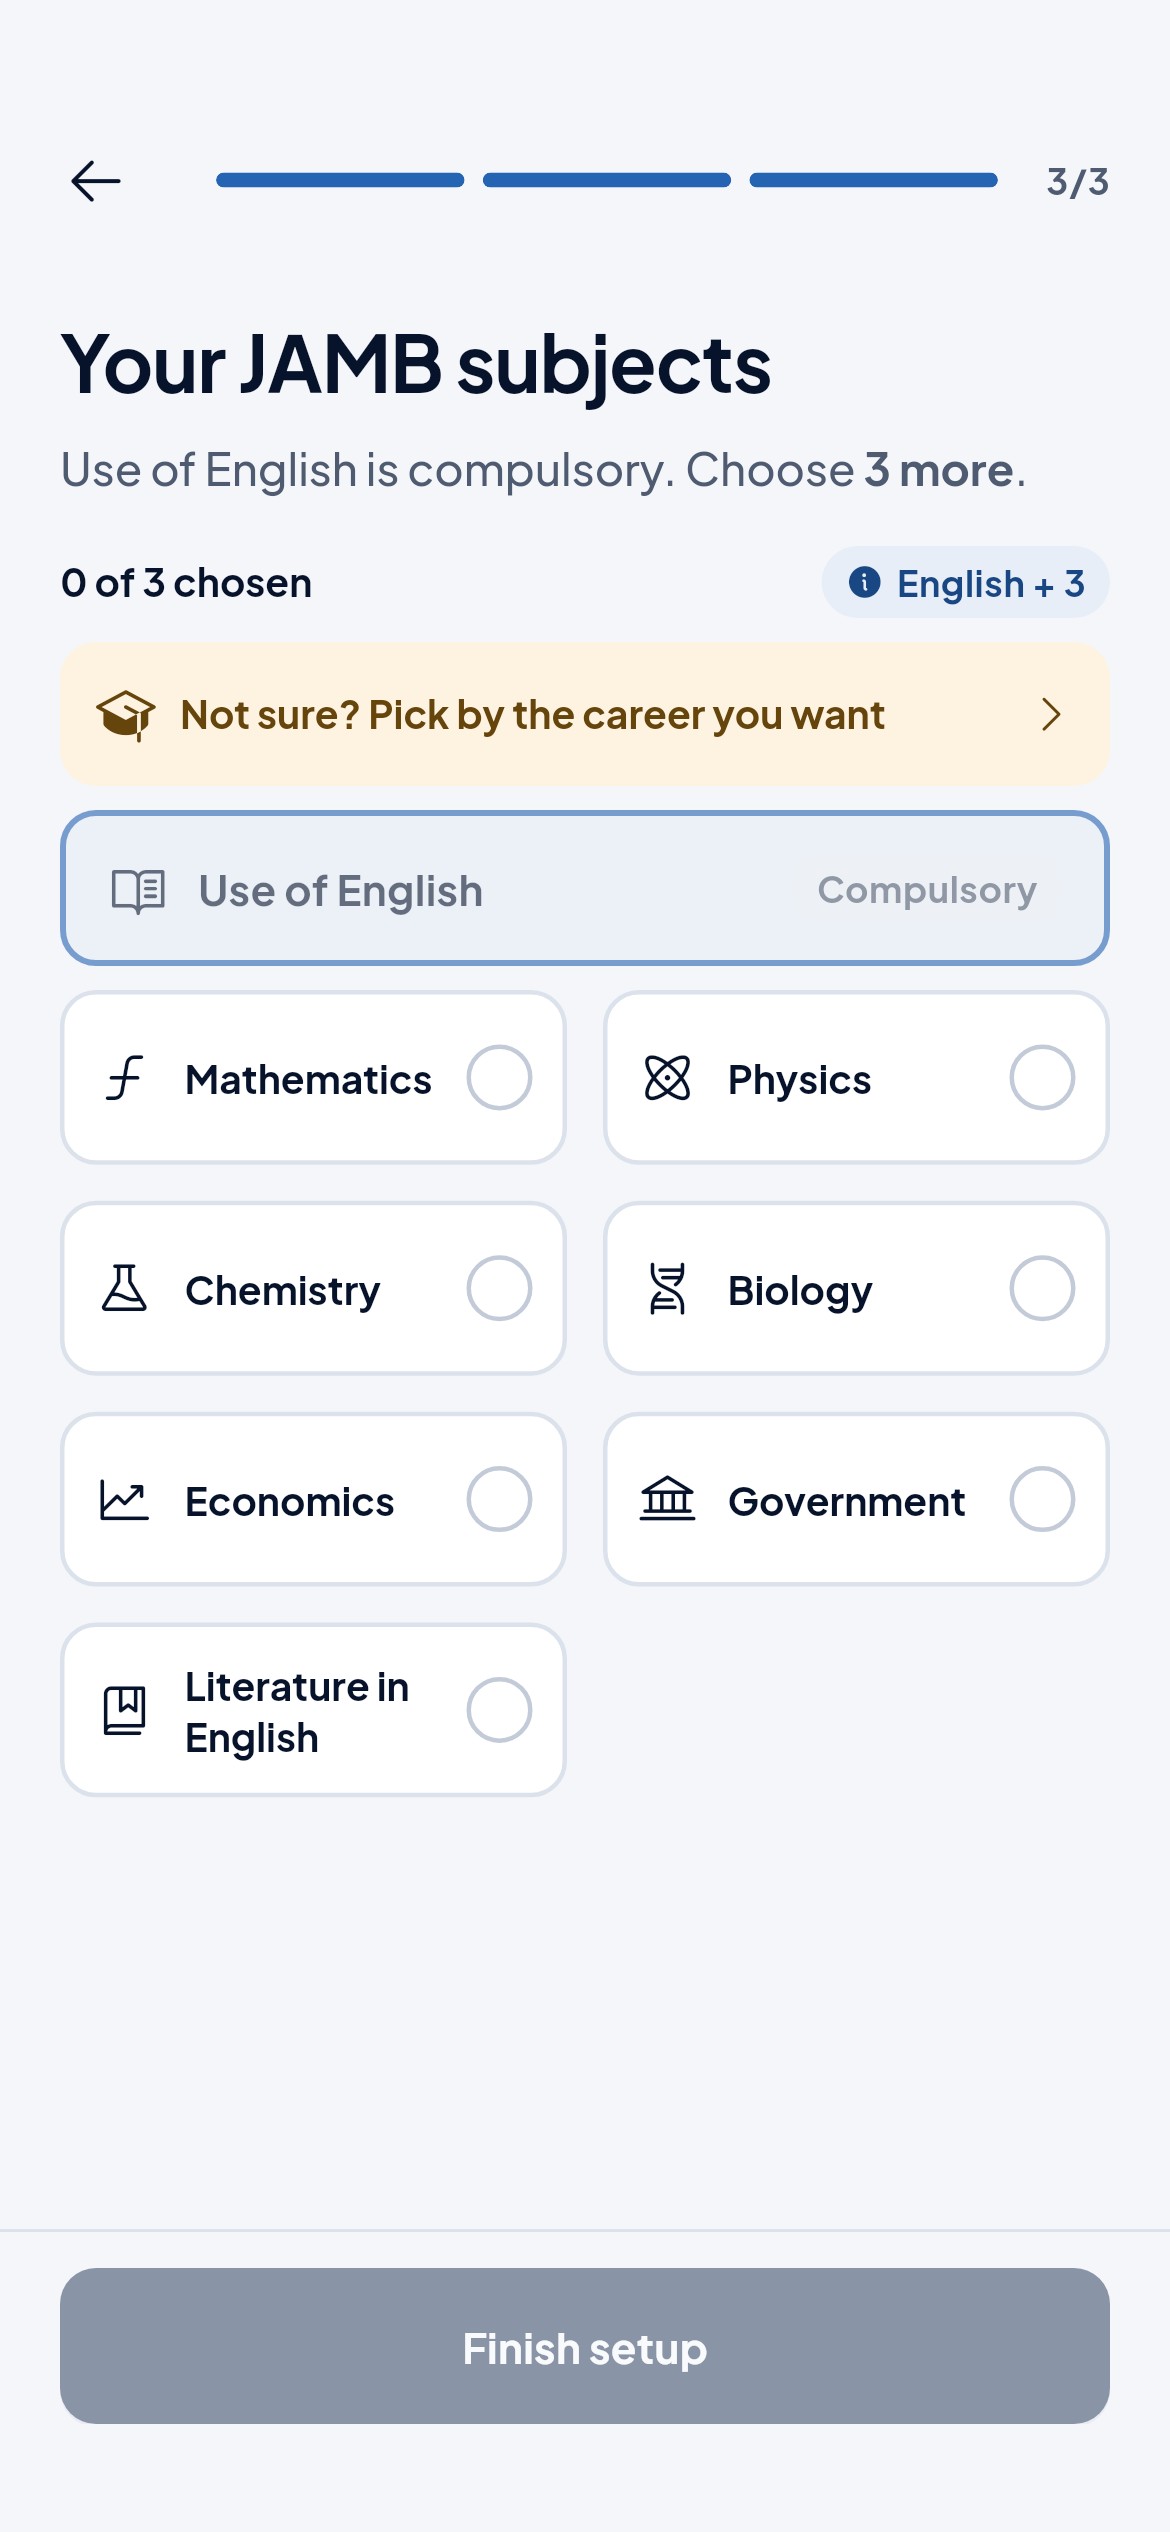 3/3
Your JAMB subjects
Use of English is compulsory. Choose 3 more.
0 of 3 chosen
English + 3
Not sure? Pick by the career you want
Use of English
Compulsory
Mathematics
Physics
Chemistry
Biology
Economics
Government
Literature in
English
Finish setup